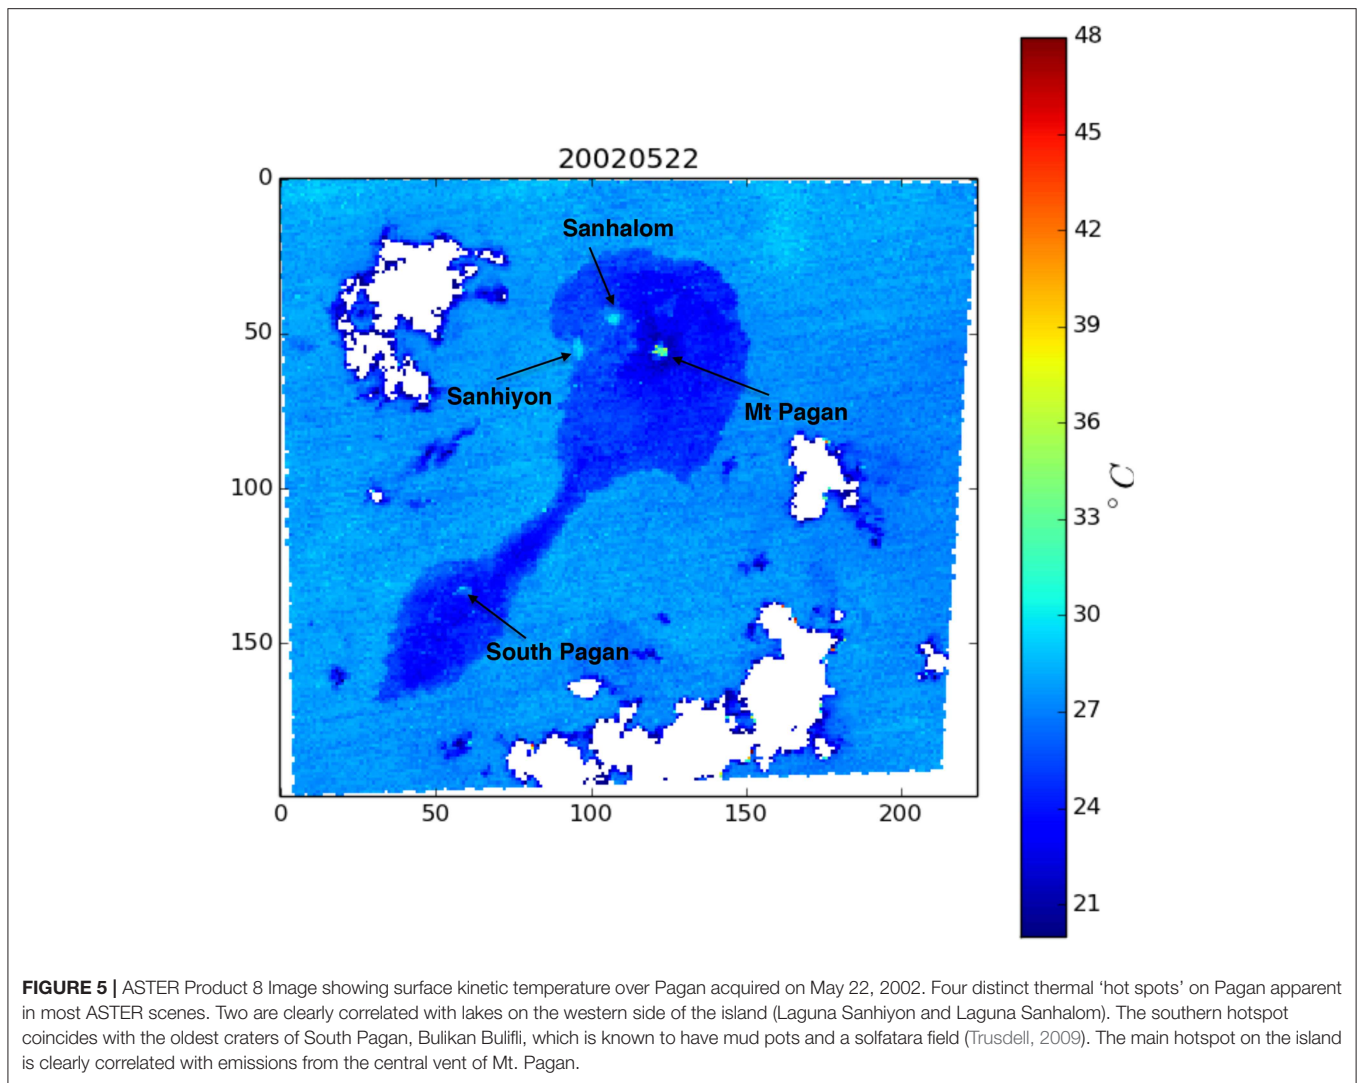 20020522
0
50
100
150
0
50
100
150
200
Sanhalom
Sanhiyon
Mt Pagan
South Pagan
48
45
42
39
36
33
30
27
24
21
°C
FIGURE 5 | ASTER Product 8 Image showing surface kinetic temperature over Pagan acquired on May 22, 2002. Four distinct thermal ‘hot spots’ on Pagan apparent
in most ASTER scenes. Two are clearly correlated with lakes on the western side of the island (Laguna Sanhiyon and Laguna Sanhalom). The southern hotspot
coincides with the oldest craters of South Pagan, Bulikan Bulifli, which is known to have mud pots and a solfatara field (Trusdell, 2009). The main hotspot on the island
is clearly correlated with emissions from the central vent of Mt. Pagan.